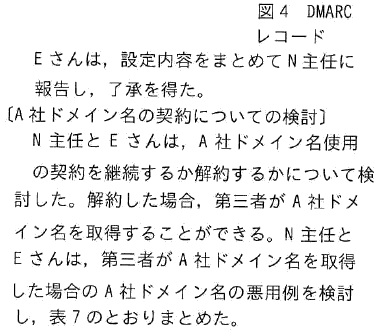 図4 DMARC
レコード
Eさんは，設定内容をまとめてN主任に
報告し，了承を得た。
〔A社ドメイン名の契約についての検討〕
N主任とEさんは，A社ドメイン名使用
の契約を継続するか解約するかについて検
討した。解約した場合，第三者がA社ドメ
イン名を取得することができる。N主任と
Eさんは，第三者がA社ドメイン名を取得
した場合のA社ドメイン名の悪用例を検討
し，表7のとおりまとめた。